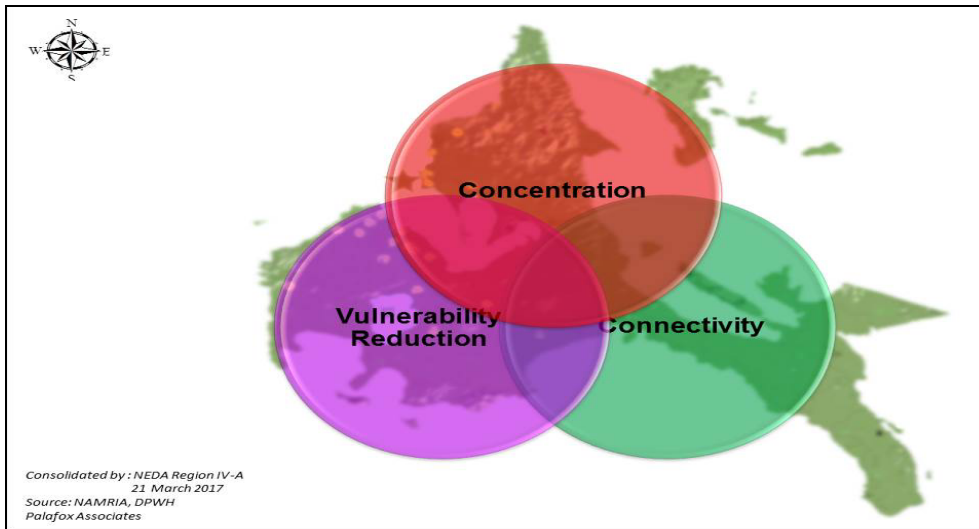 N
W E
S
Concentration
Vulnerability
Reduction
Connectivity
Consolidated by : NEDA Region IV-A
21 March 2017
Source: NAMRIA, DPWH
Palafox Associates